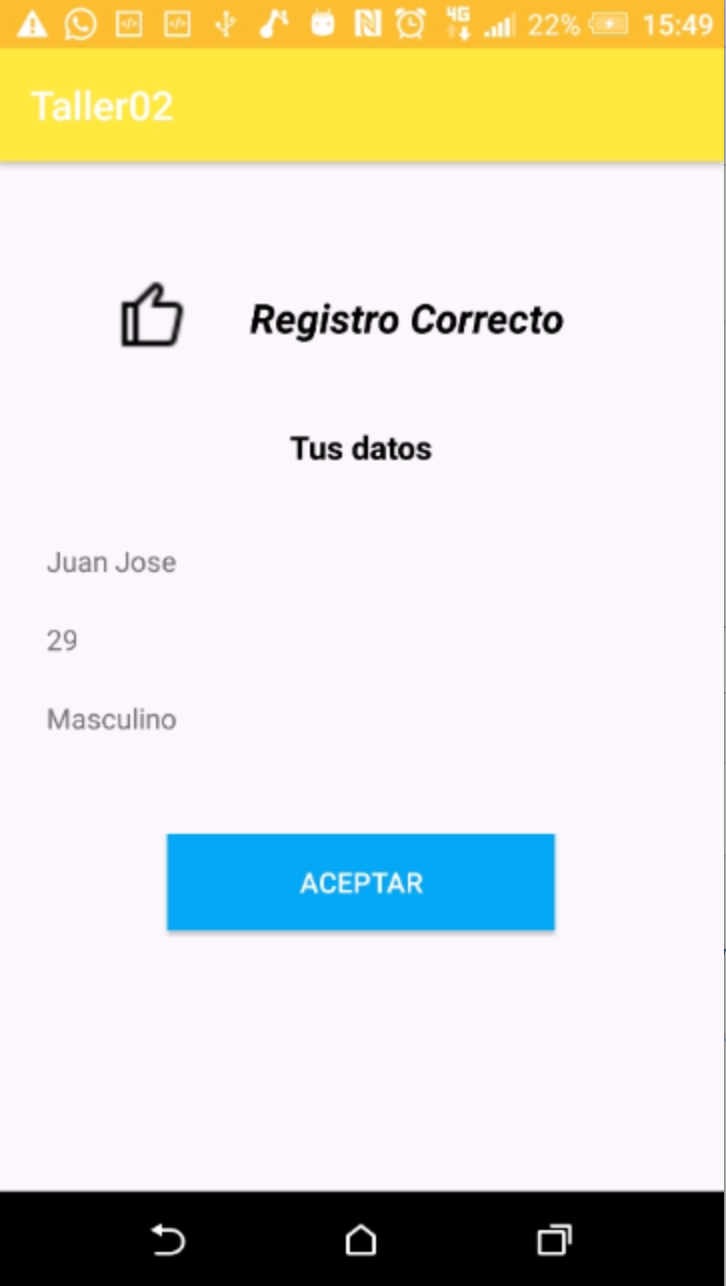 4G 22% 15:49
Taller02
Registro Correcto
Tus datos
Juan Jose
29
Masculino
ACEPTAR